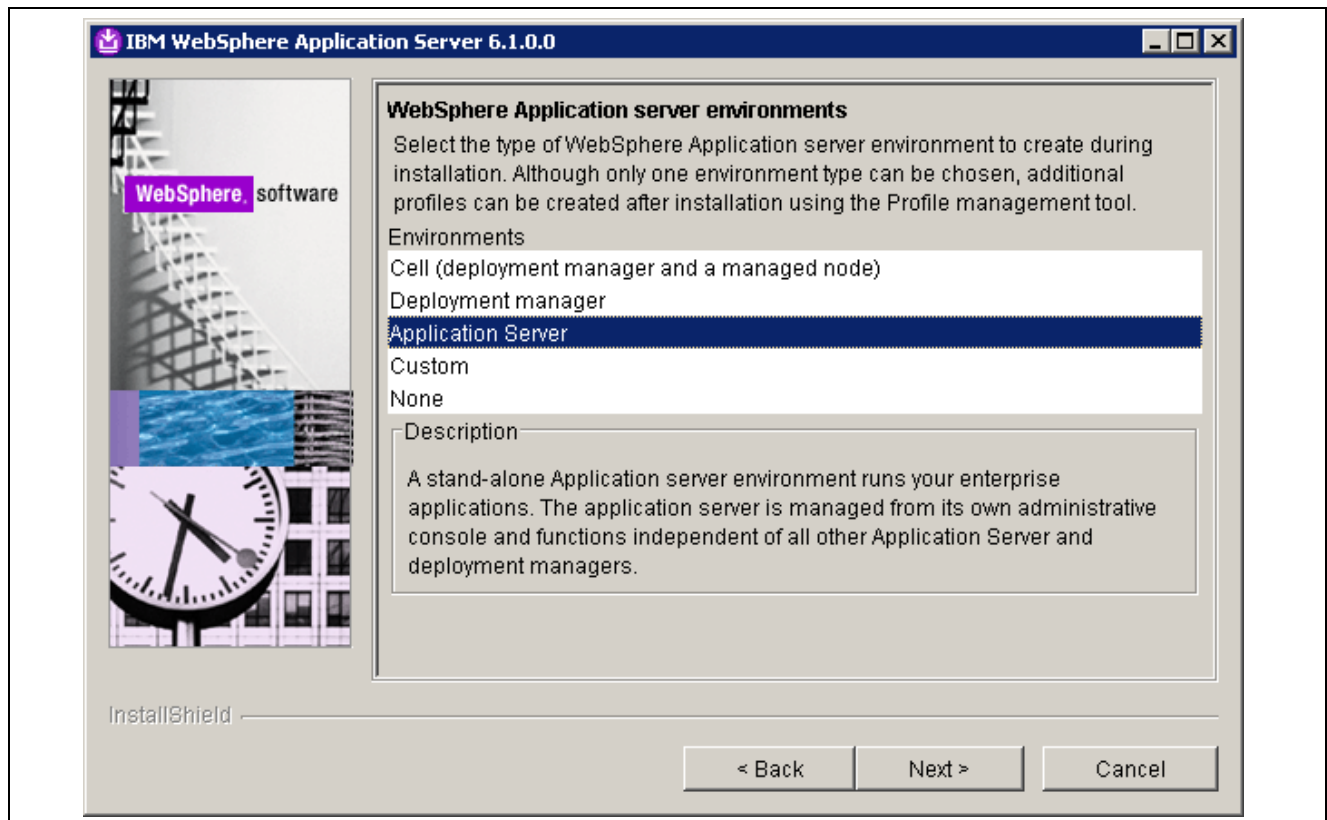 IBM WebSphere Application Server 6.1.0.0
WebSphere. software
WebSphere Application server environments
Select the type of WebSphere Application server environment to create during
installation. Although only one environment type can be chosen, additional
profiles can be created after installation using the Profile management tool.
Environments
Cell (deployment manager and a managed node)
Deployment manager
Application Server
Custom
None
Description
A stand-alone Application server environment runs your enterprise
applications. The application server is managed from its own administrative
console and functions independent of all other Application Server and
deployment managers.
InstallShield
< Back
Next >
Cancel